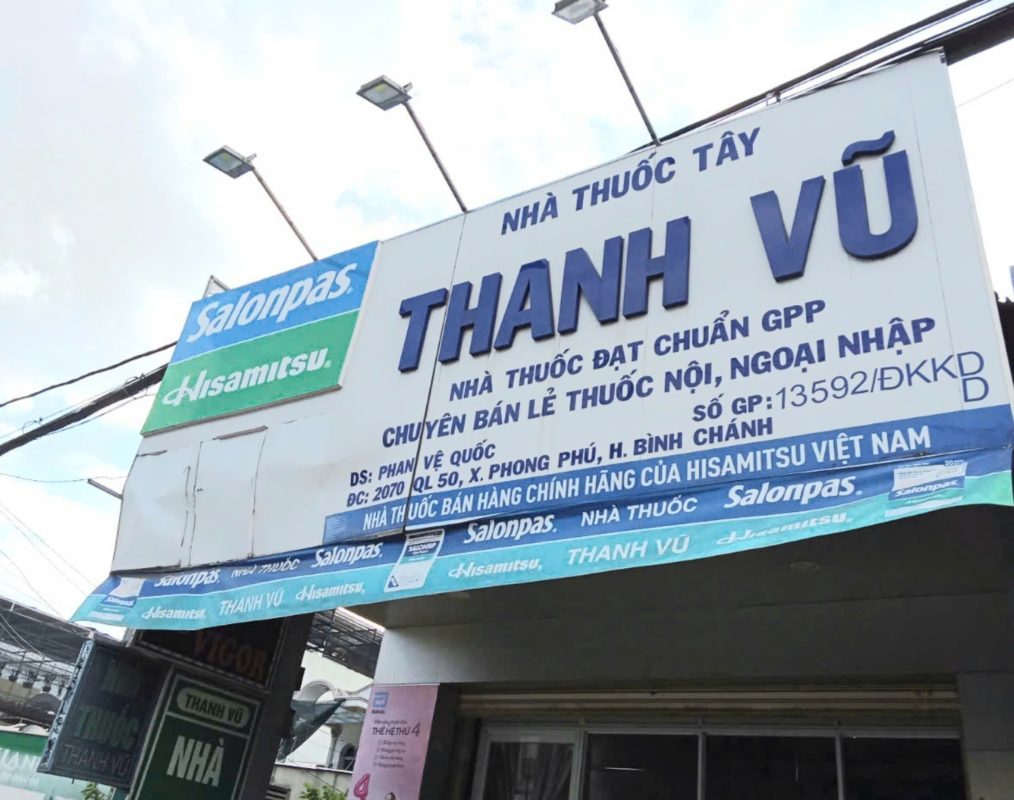 NHÀ THUỐC TÂY
THANH VŨ
Salonpas®
Hisamitsu®
NHÀ THUỐC ĐẠT CHUẨN GPP
CHUYÊN BÁN LẺ THUỐC NỘI, NGOẠI NHẬP
SỐ GP: 13592/ĐKKD
D
DS: PHAN VỆ QUỐC
ĐC: 2070 QL 50, X. PHONG PHÚ, H. BÌNH CHÁNH
NHÀ THUỐC BÁN HÀNG CHÍNH HÃNG CỦA HISAMITSU VIỆT NAM
Salonpas NHÀ THUỐC Salonpas® Salonpas® NHÀ THUỐC Salonpas®
Hisamitsu® THANH VŨ Hisamitsu® Hisamitsu® THANH VŨ Hisamitsu®
VIGOR
THUỐC
THANH VŨ
THANH VŨ
NHÀ
THẾ HỆ THỨ 4
4